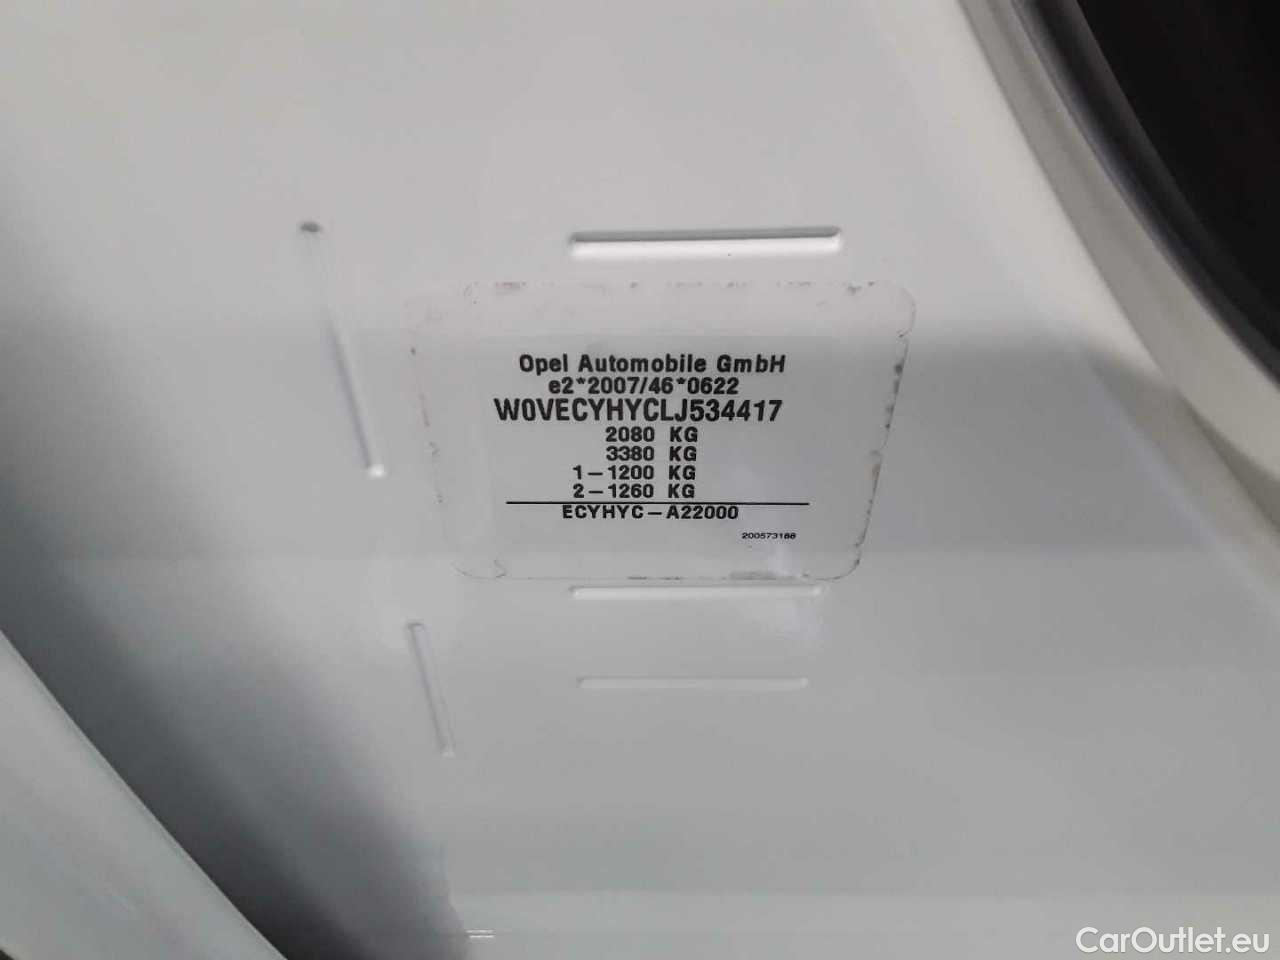 Opel Automobile GmbH
e2*2007/46*0622
W0VECYHYCLJ534417
2080 KG
3380 KG
1-1200 KG
2-1260 KG
ECYHYC-A22000
200573188
CarOutlet.eu